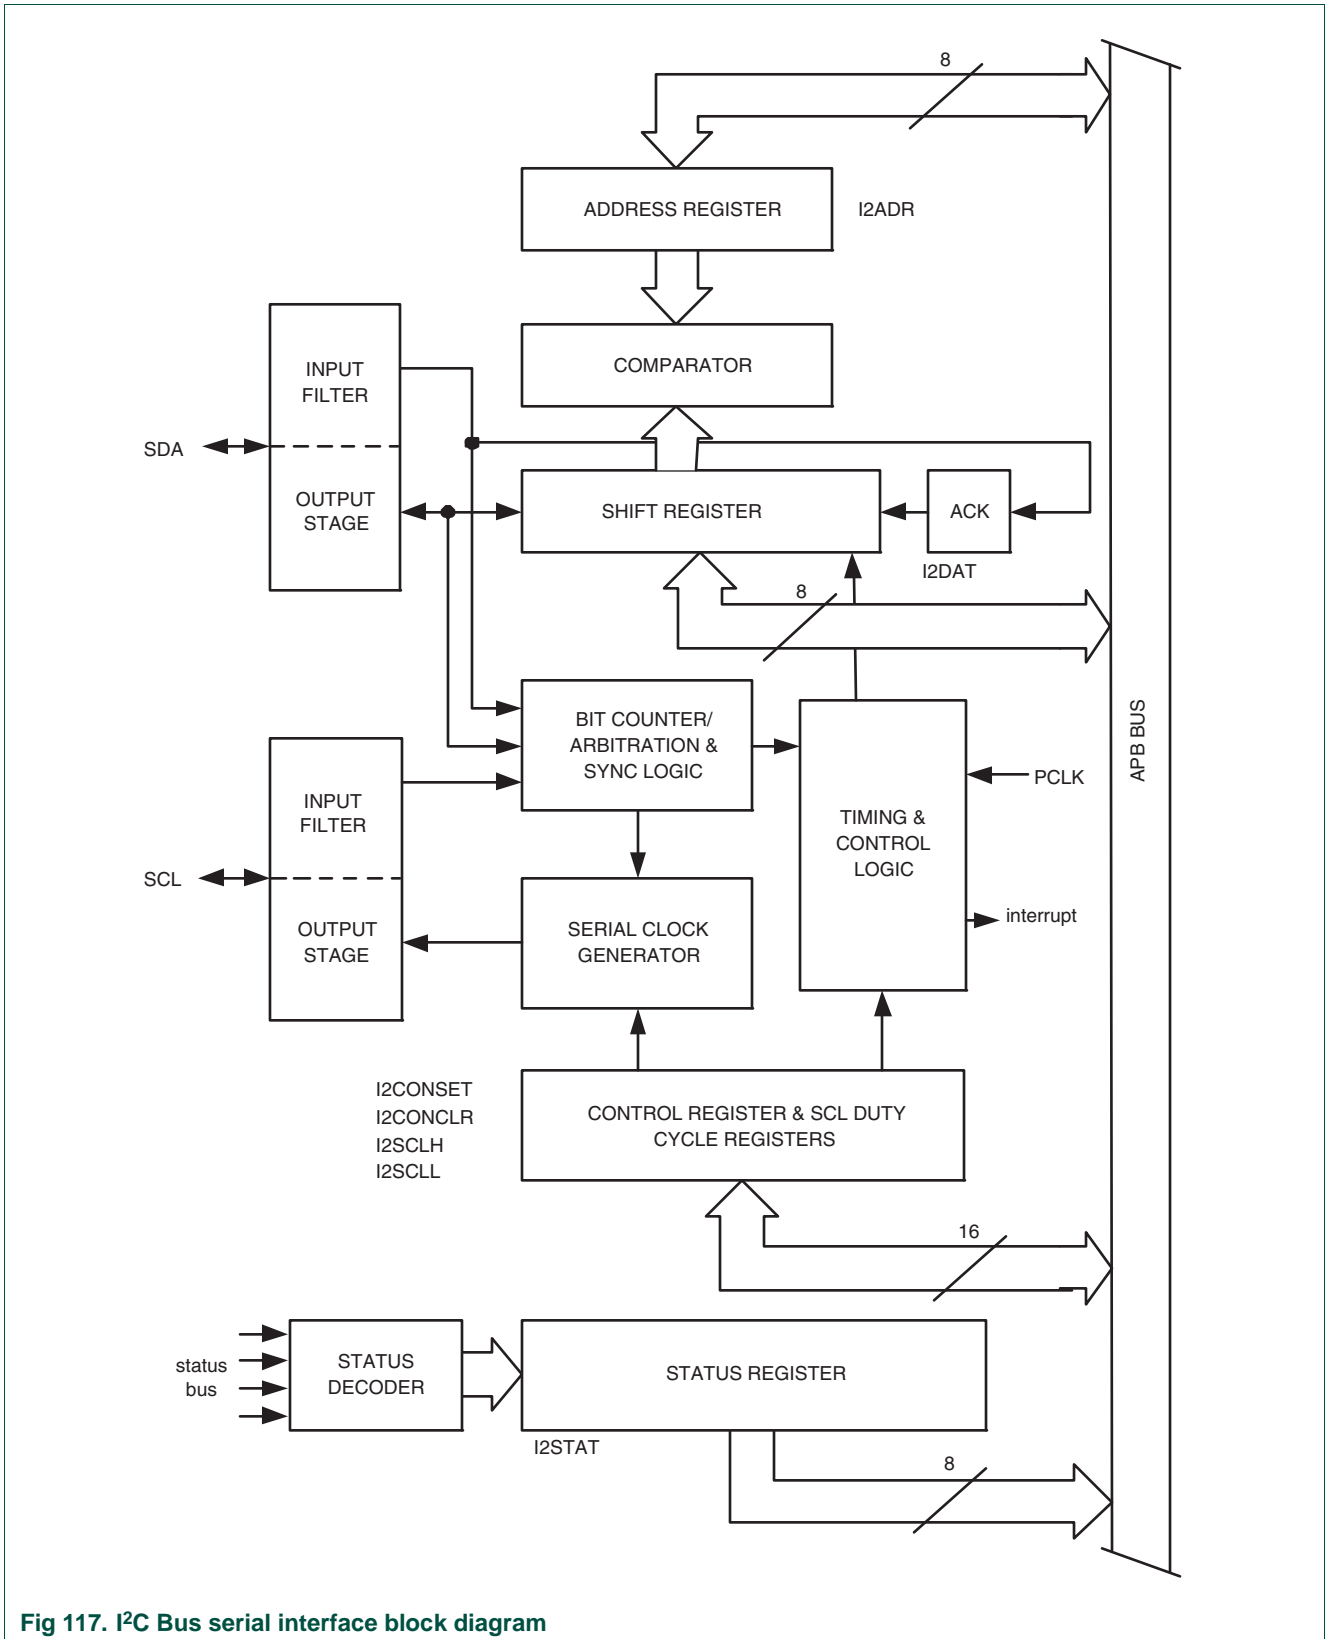 8
ADDRESS REGISTER
I2ADR
COMPARATOR
INPUT
FILTER
SDA
OUTPUT
STAGE
SHIFT REGISTER
ACK
I2DAT
8
BIT COUNTER/
ARBITRATION &
SYNC LOGIC
APB BUS
PCLK
INPUT
FILTER
TIMING &
CONTROL
LOGIC
SCL
OUTPUT
STAGE
SERIAL CLOCK
GENERATOR
interrupt
I2CONSET
I2CONCLR
I2SCLH
I2SCLL
CONTROL REGISTER & SCL DUTY
CYCLE REGISTERS
16
status
bus
STATUS
DECODER
STATUS REGISTER
I2STAT
8
Fig 117. I²C Bus serial interface block diagram